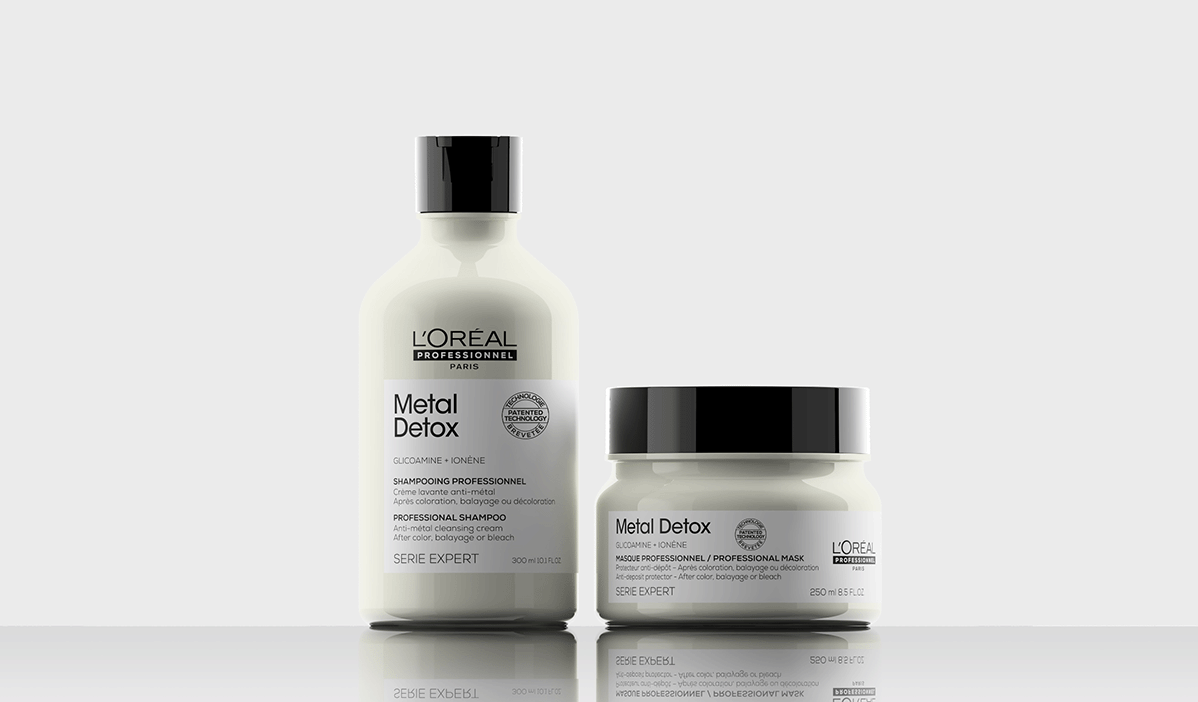 L'ORÉAL
PROFESSIONNEL
PARIS
Metal
Detox
TECHNOLOGIE
PATENTED
TECHNOLOGY
BREVETÉE
GLICOAMINE + IONÈNE
SHAMPOOING PROFESSIONNEL
Crème lavante anti-métal
Après coloration, balayage ou décoloration
PROFESSIONAL SHAMPOO
Anti-métal cleansing cream
After color, balayage or bleach
SERIE EXPERT 300 ml 10.1 FL.OZ
Metal Detox
TECHNOLOGIE
PATENTED
TECHNOLOGY
BREVETÉE
GLICOAMINE + IONÈNE
MASQUE PROFESSIONNEL / PROFESSIONAL MASK
Protecteur anti-dépôt - Après coloration, balayage ou décoloration
Anti-deposit protector - After color, balayage or bleach
SERIE EXPERT 250 ml 8.5 FL.OZ
L'ORÉAL
PROFESSIONNEL
PARIS